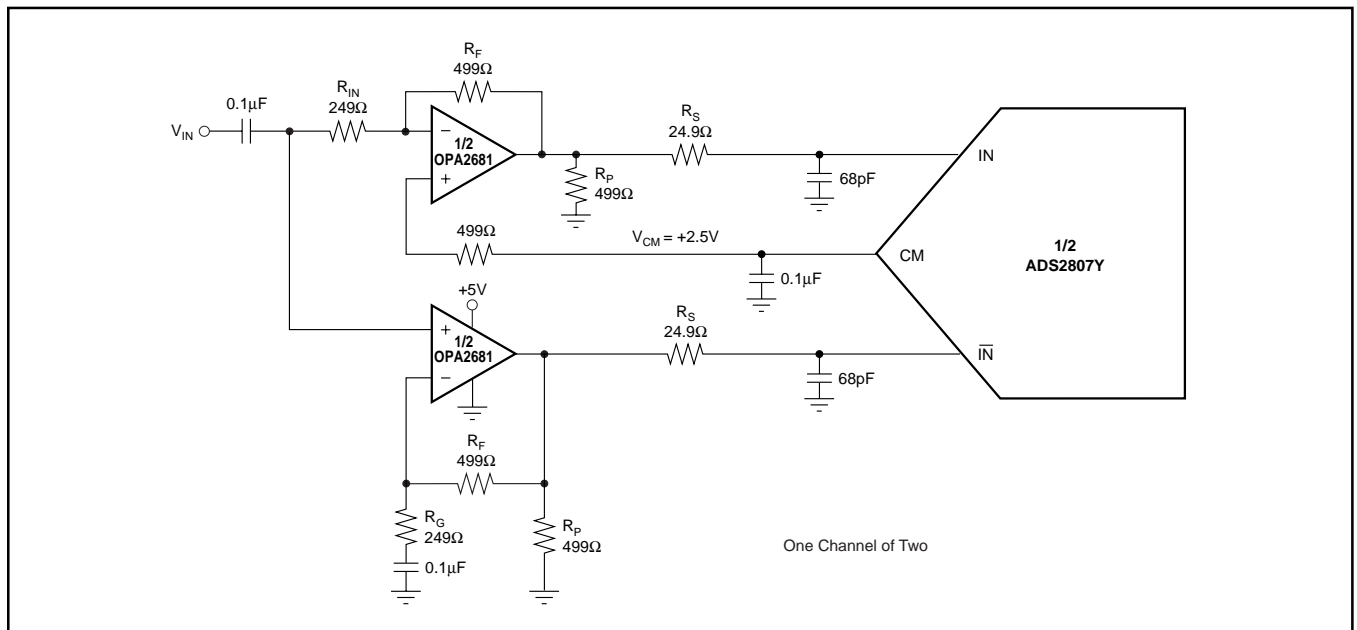 R_F
499Ω
0.1µF
R_IN
249Ω
V_IN
–
1/2
OPA2681
+
R_S
24.9Ω
IN
R_P
499Ω
68pF
499Ω
V_CM = +2.5V
CM
1/2
ADS2807Y
0.1µF
+5V
R_S
24.9Ω
+
1/2
OPA2681
–
I̅N̅
68pF
R_F
499Ω
R_G
249Ω
R_P
499Ω
0.1µF
One Channel of Two